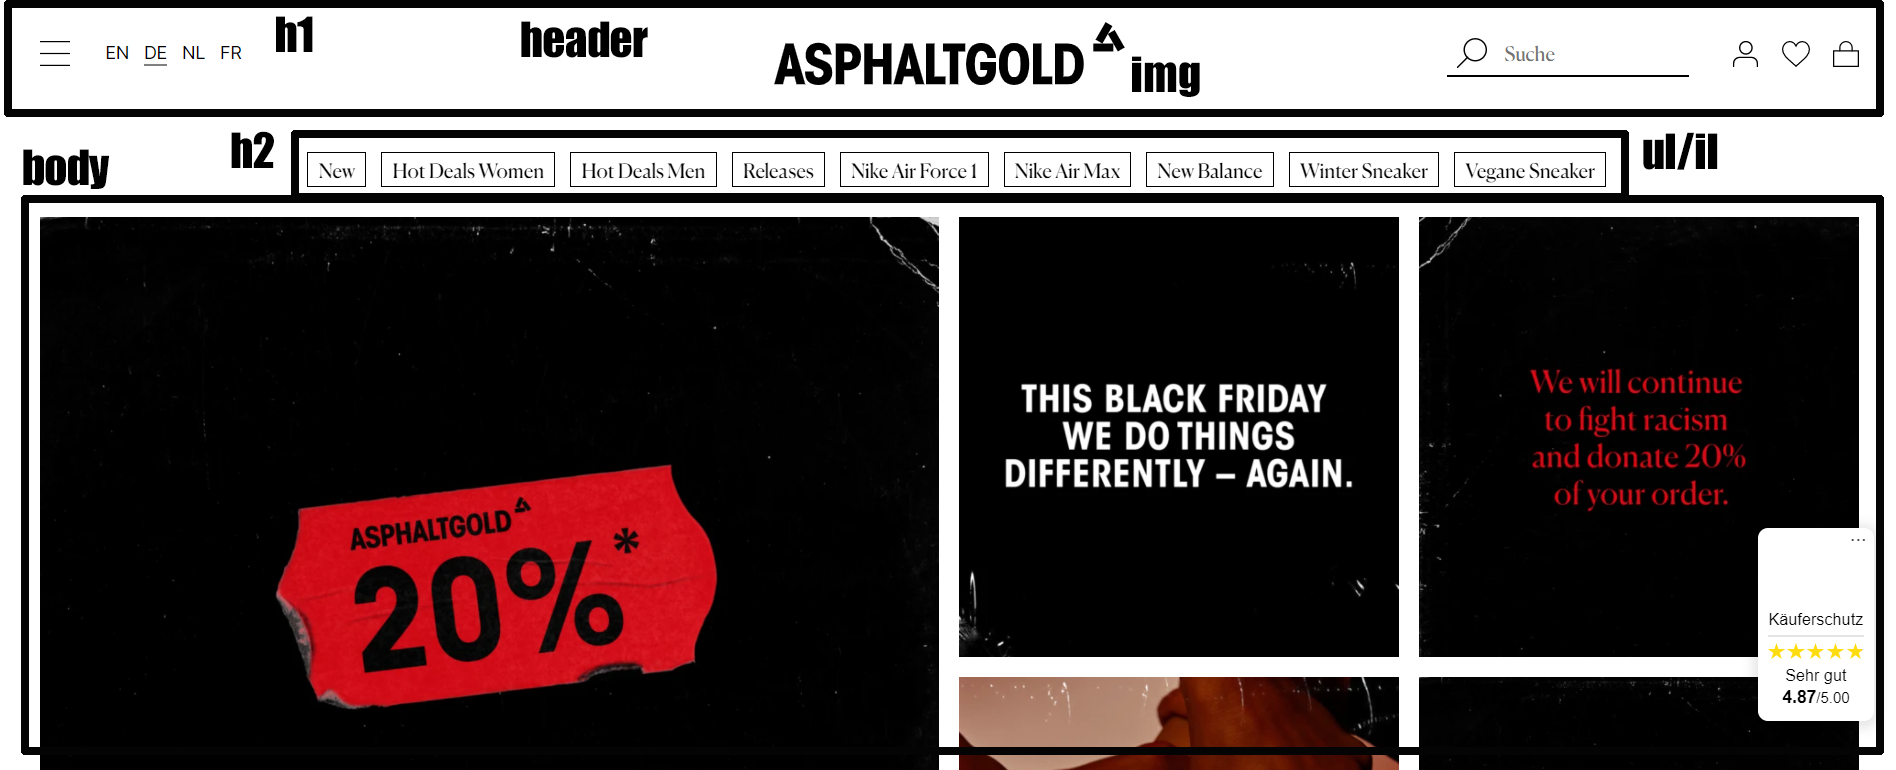 h1
header
EN DE NL FR
ASPHALTGOLD
img
Suche
body
h2
ul/il
New
Hot Deals Women
Hot Deals Men
Releases
Nike Air Force 1
Nike Air Max
New Balance
Winter Sneaker
Vegane Sneaker
ASPHALTGOLD
20%*
THIS BLACK FRIDAY
WE DO THINGS
DIFFERENTLY – AGAIN.
We will continue
to fight racism
and donate 20%
of your order.
...
Käuferschutz
★★★★★
Sehr gut
4.87/5.00